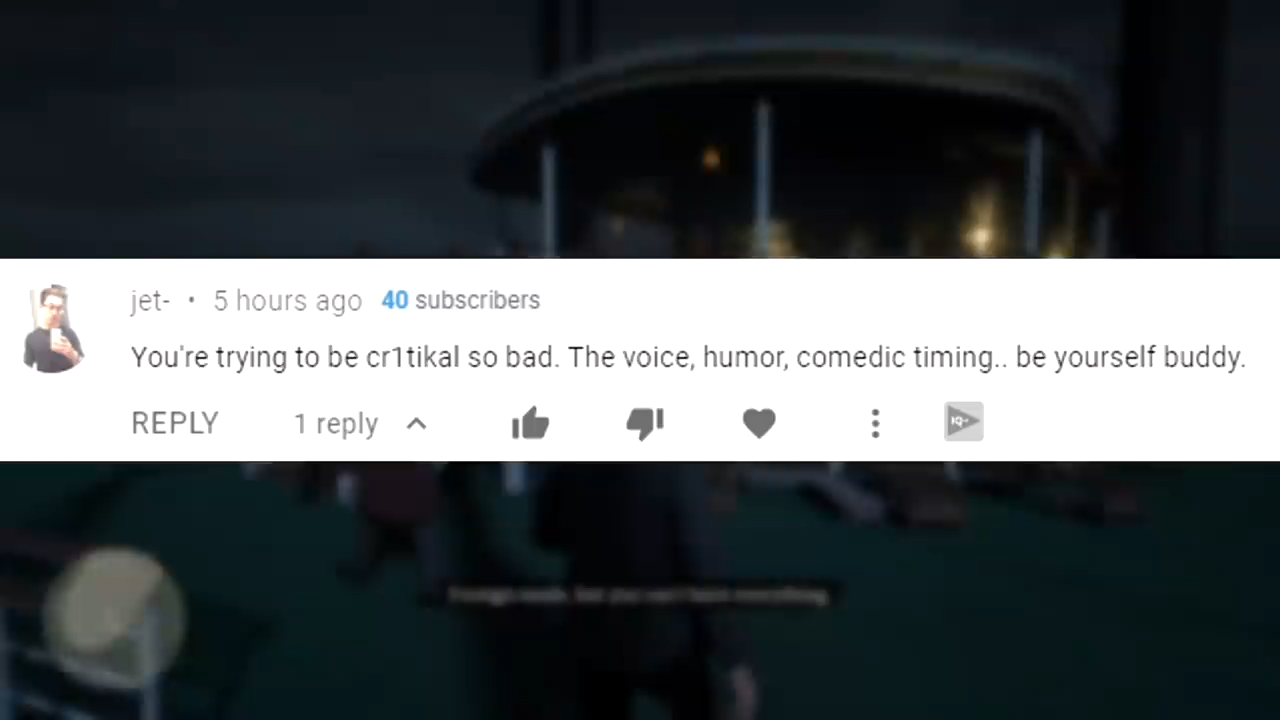 jet- • 5 hours ago 40 subscribers
You're trying to be cr1tikal so bad. The voice, humor, comedic timing.. be yourself buddy.
REPLY 1 reply
IQ